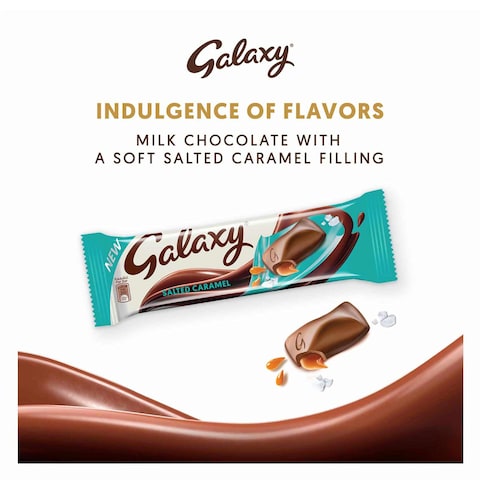 Galaxy
INDULGENCE OF FLAVORS
MILK CHOCOLATE WITH
A SOFT SALTED CARAMEL FILLING
NEW
Galaxy
SALTED CARAMEL